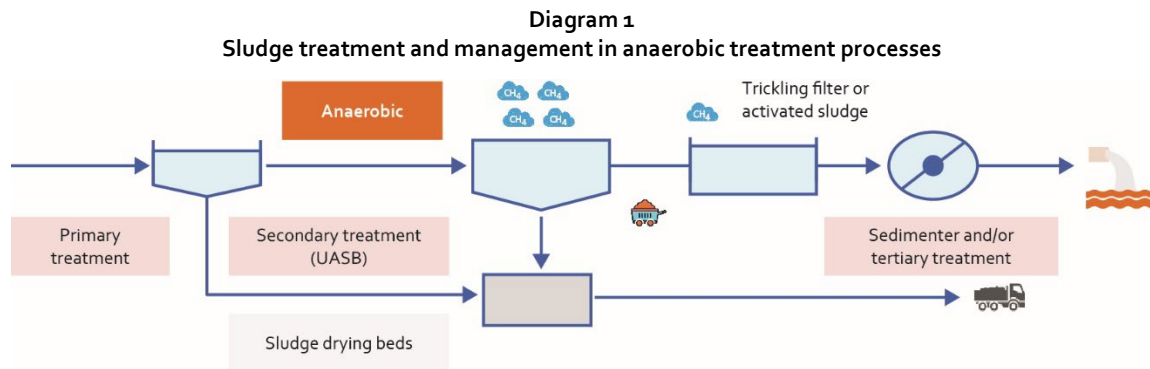 Diagram 1
Sludge treatment and management in anaerobic treatment processes
Anaerobic
CH₄ CH₄
CH₄ CH₄
CH₄
Trickling filter or
activated sludge
Primary
treatment
Secondary treatment
(UASB)
Sedimenter and/or
tertiary treatment
Sludge drying beds